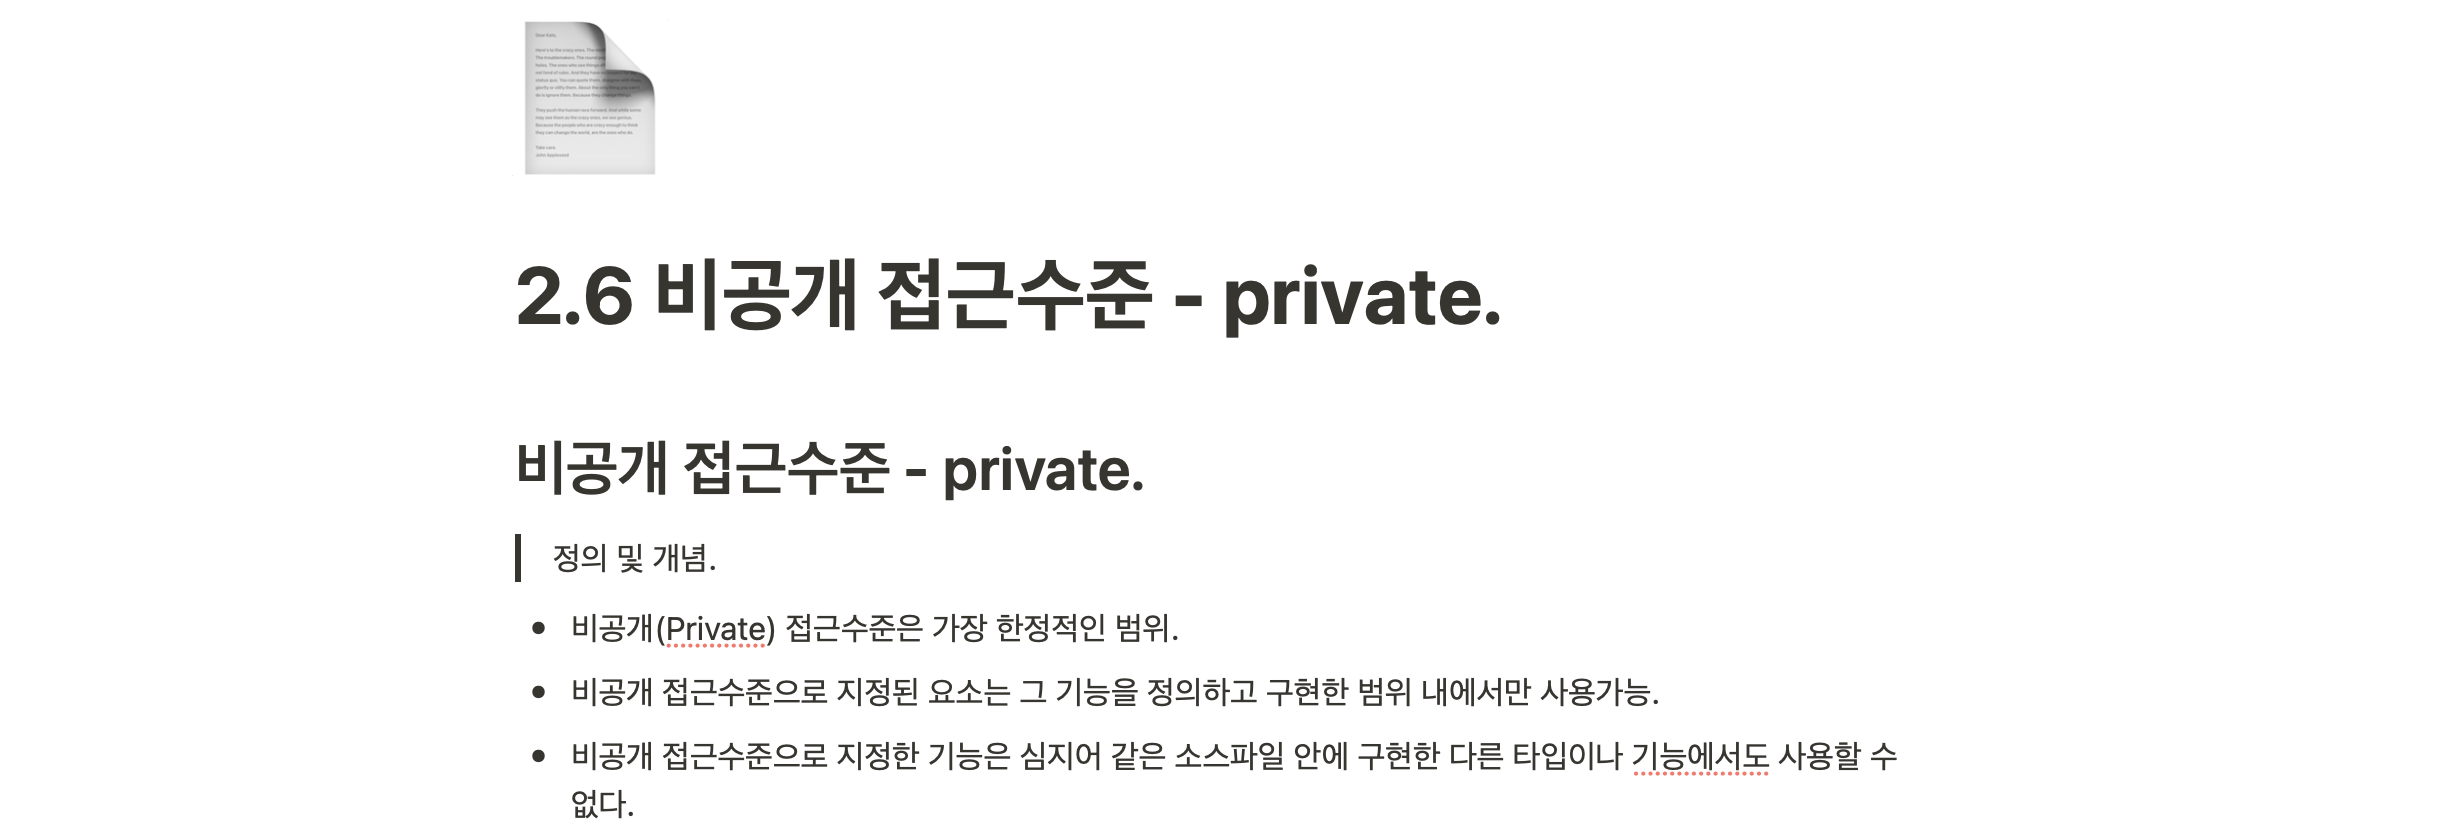 2.6 비공개 접근수준 - private.
비공개 접근수준 - private.
정의 및 개념.
• 비공개(Private) 접근수준은 가장 한정적인 범위.
• 비공개 접근수준으로 지정된 요소는 그 기능을 정의하고 구현한 범위 내에서만 사용가능.
• 비공개 접근수준으로 지정한 기능은 심지어 같은 소스파일 안에 구현한 다른 타입이나 기능에서도 사용할 수
없다.